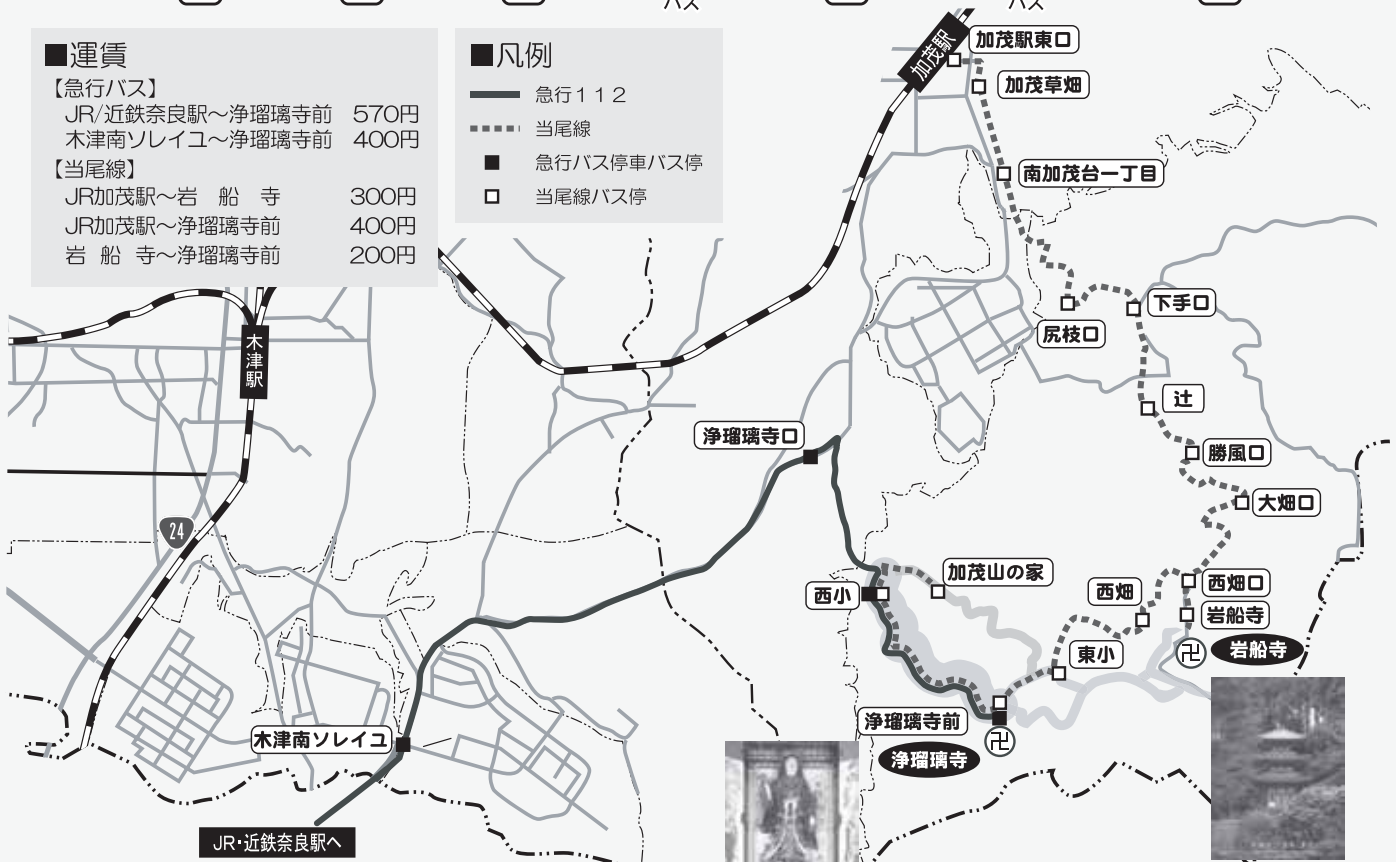 バス
バス
■運賃
【急行バス】
JR/近鉄奈良駅～浄瑠璃寺前 570円
木津南ソレイユ～浄瑠璃寺前 400円
【当尾線】
JR加茂駅～岩 船 寺 300円
JR加茂駅～浄瑠璃寺前 400円
岩 船 寺～浄瑠璃寺前 200円
■凡例
急行112
当尾線
急行バス停車バス停
当尾線バス停
加茂駅
加茂駅東口
加茂草畑
南加茂台一丁目
尻枝口
下手口
辻
勝風口
大畑口
西畑口
岩船寺
岩船寺
西畑
東小
加茂山の家
西小
浄瑠璃寺口
浄瑠璃寺前
浄瑠璃寺
木津駅
24
木津南ソレイユ
JR・近鉄奈良駅へ